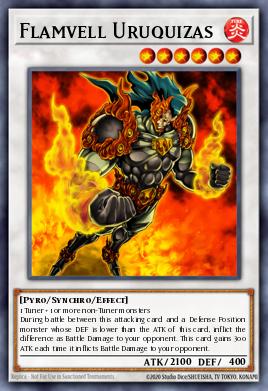 FLAMVELL URUQUIZAS
FIRE
炎
[PYRO/SYNCHRO/EFFECT]
1 Tuner + 1 or more non-Tuner monsters
During battle between this attacking card and a Defense Position
monster whose DEF is lower than the ATK of this card, inflict the
difference as Battle Damage to your opponent. This card gains 300
ATK each time it inflicts Battle Damage to your opponent.
ATK/2100 DEF/ 400
Replica - Not For Use in Sanctioned Tournaments. ©2020 Studio Dice/SHUEISHA, TV TOKYO, KONAMI